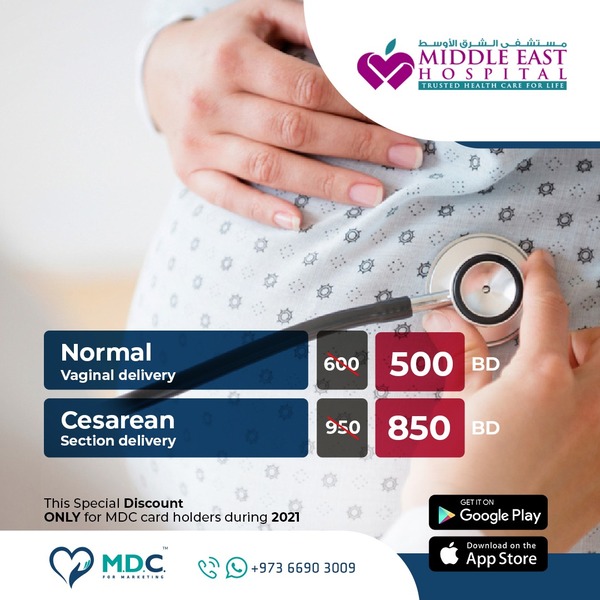 مستشفى الشرق الأوسط
MIDDLE EAST
HOSPITAL
TRUSTED HEALTH CARE FOR LIFE
Normal
Vaginal delivery
600
500 BD
Cesarean
Section delivery
950
850 BD
This Special Discount
ONLY for MDC card holders during 2021
GET IT ON
Google Play
Download on the
App Store
M.D.C.™
FOR MARKETING
+973 6690 3009